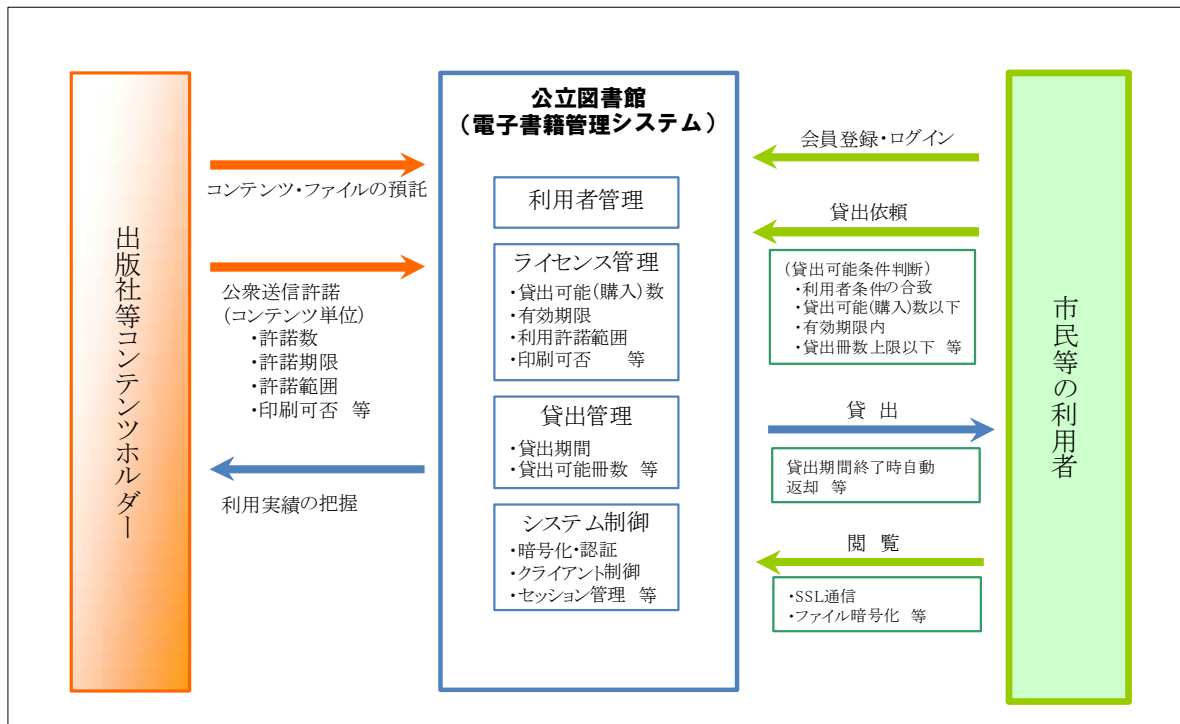 出版社等コンテンツホルダー
コンテンツ・ファイルの預託
公衆送信許諾
(コンテンツ単位)
・許諾数
・許諾期限
・許諾範囲
・印刷可否 等
利用実績の把握
公立図書館
(電子書籍管理システム)
利用者管理
ライセンス管理
・貸出可能(購入)数
・有効期限
・利用許諾範囲
・印刷可否 等
貸出管理
・貸出期間
・貸出可能冊数 等
システム制御
・暗号化・認証
・クライアント制御
・セッション管理 等
会員登録・ログイン
貸出依頼
(貸出可能条件判断)
・利用者条件の合致
・貸出可能(購入)数以下
・有効期限内
・貸出冊数上限以下 等
貸 出
貸出期間終了時自動
返却 等
閲 覧
・SSL通信
・ファイル暗号化 等
市民等の利用者